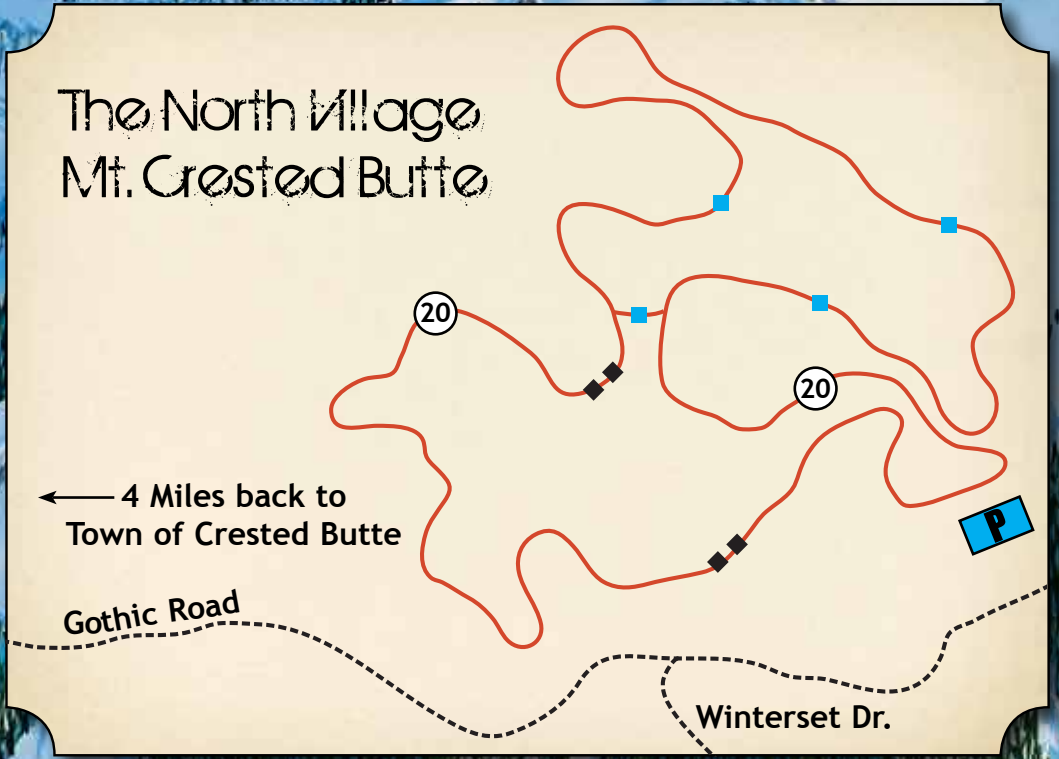 The North Village
Mt. Crested Butte
20
20
4 Miles back to
Town of Crested Butte
P
Gothic Road
Winterset Dr.